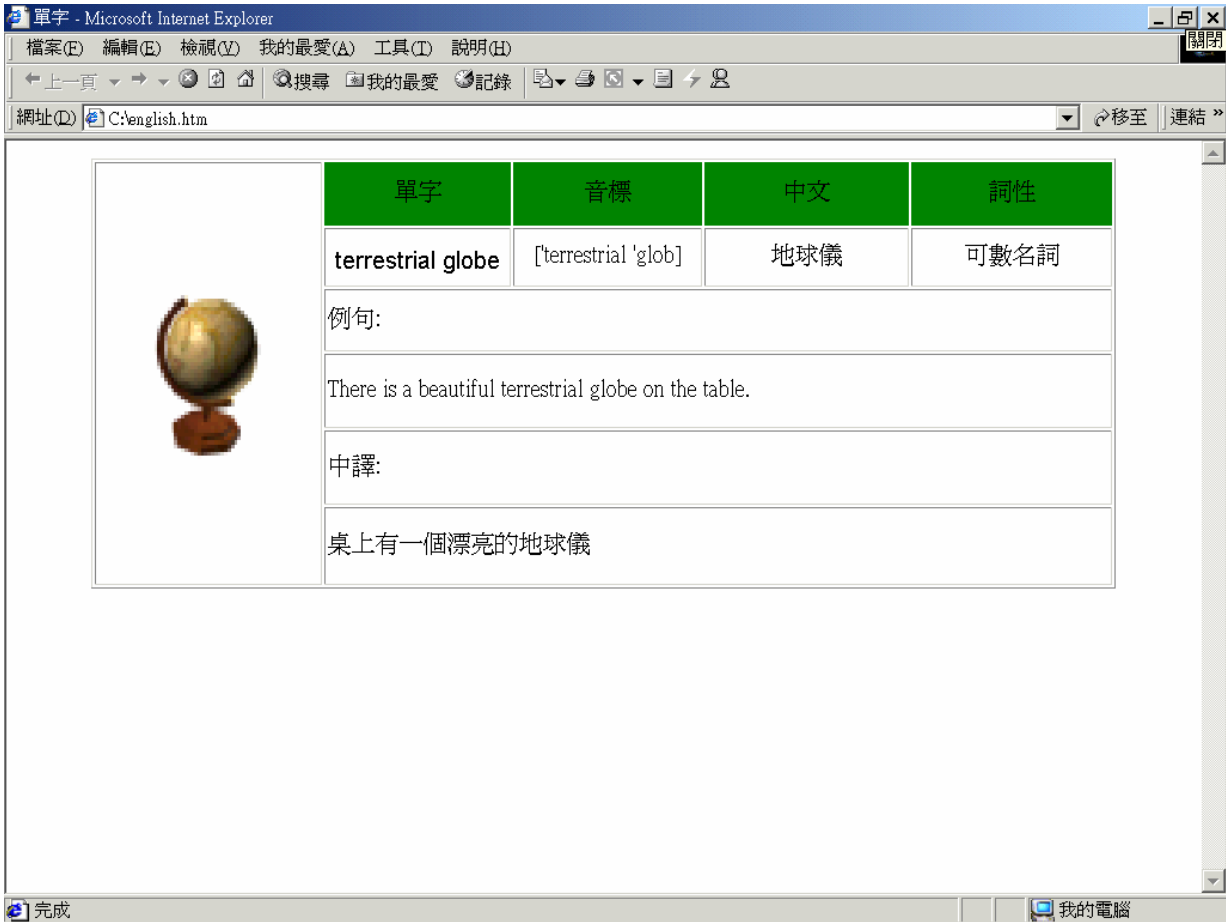 單字 - Microsoft Internet Explorer
關閉
檔案(F) 編輯(E) 檢視(V) 我的最愛(A) 工具(T) 說明(H)
上一頁 搜尋 我的最愛 記錄
網址(D) C:\english.htm 移至 連結 »
單字 音標 中文 詞性
terrestrial globe ['terrestrial 'glob] 地球儀 可數名詞
例句:
There is a beautiful terrestrial globe on the table.
中譯:
桌上有一個漂亮的地球儀
完成 我的電腦